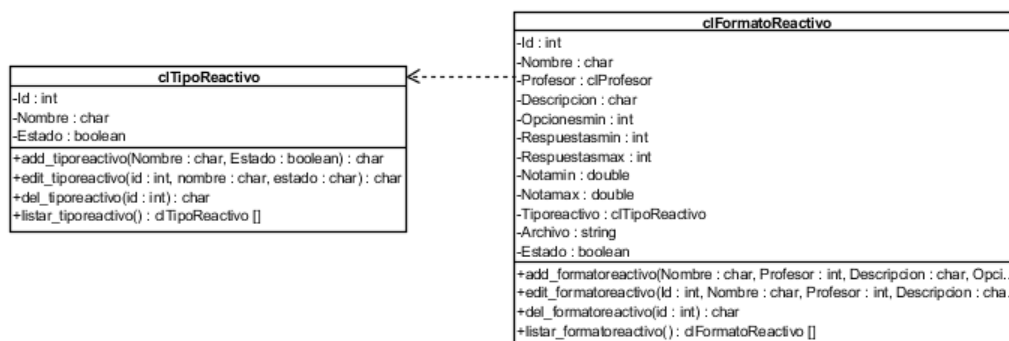 clTipoReactivo
-Id : int
-Nombre : char
-Estado : boolean
+add_tiporeactivo(Nombre : char, Estado : boolean) : char
+edit_tiporeactivo(id : int, nombre : char, estado : char) : char
+del_tiporeactivo(id : int) : char
+listar_tiporeactivo() : clTipoReactivo []
clFormatoReactivo
-Id : int
-Nombre : char
-Profesor : clProfesor
-Descripcion : char
-Opcionesmin : int
-Respuestasmin : int
-Respuestasmax : int
-Notamin : double
-Notamax : double
-Tiporeactivo : clTipoReactivo
-Archivo : string
-Estado : boolean
+add_formatoreactivo(Nombre : char, Profesor : int, Descripcion : char, Opci...
+edit_formatoreactivo(Id : int, Nombre : char, Profesor : int, Descripcion : cha...
+del_formatoreactivo(id : int) : char
+listar_formatoreactivo() : clFormatoReactivo []